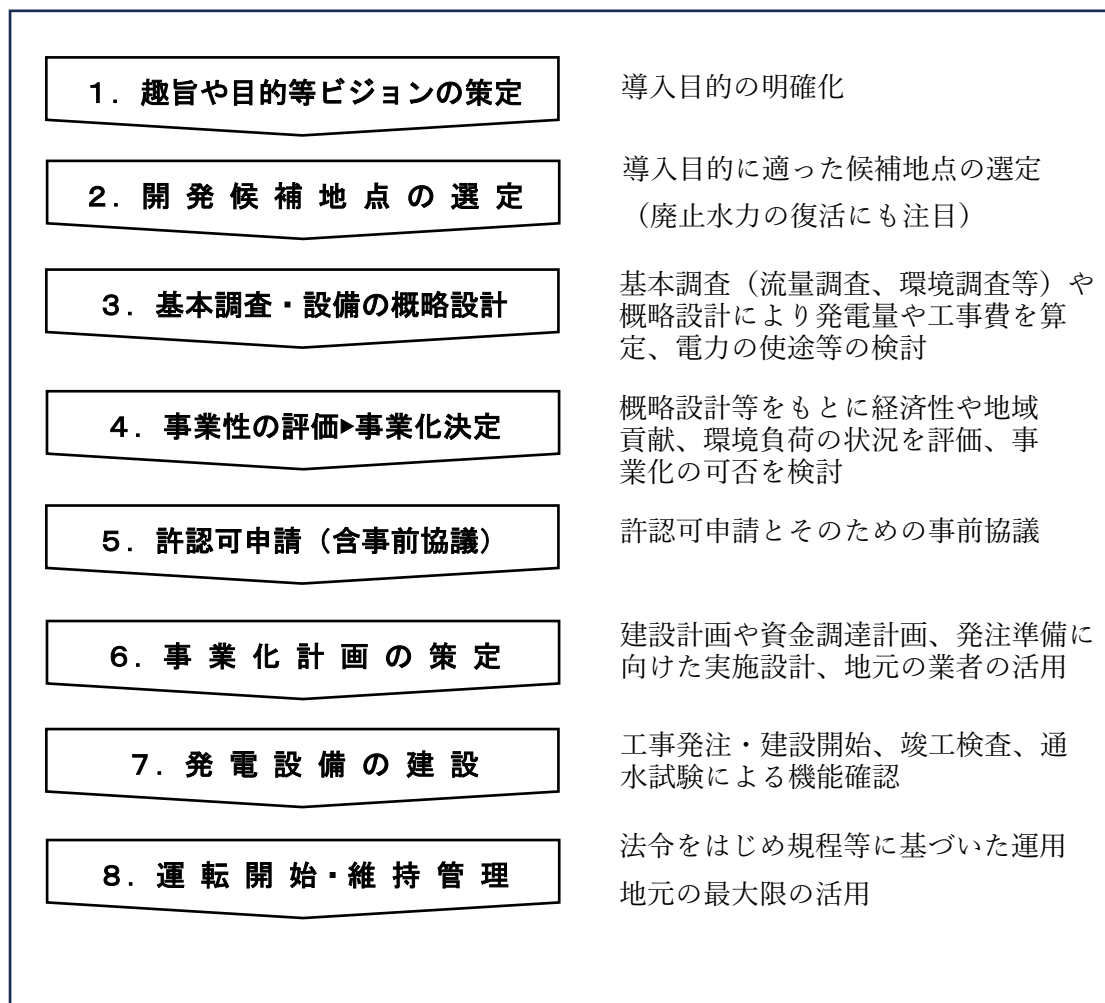 1．趣旨や目的等ビジョンの策定
導入目的の明確化
2．開発候補地点の選定
導入目的に適った候補地点の選定
（廃止水力の復活にも注目）
3．基本調査・設備の概略設計
基本調査（流量調査、環境調査等）や
概略設計により発電量や工事費を算
定、電力の使途等の検討
4．事業性の評価▶事業化決定
概略設計等をもとに経済性や地域
貢献、環境負荷の状況を評価、事
業化の可否を検討
5．許認可申請（含事前協議）
許認可申請とそのための事前協議
6．事業化計画の策定
建設計画や資金調達計画、発注準備に
向けた実施設計、地元の業者の活用
7．発電設備の建設
工事発注・建設開始、竣工検査、通
水試験による機能確認
8．運転開始・維持管理
法令をはじめ規程等に基づいた運用
地元の最大限の活用